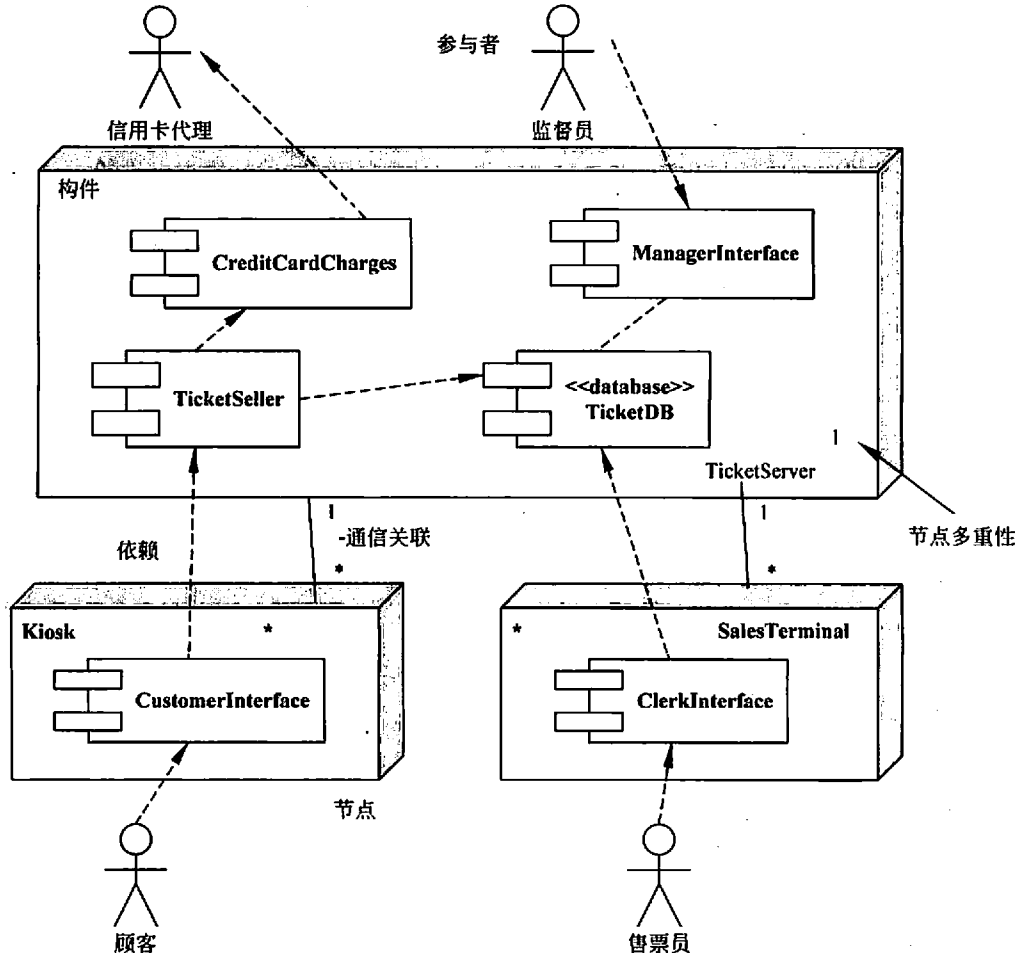 参与者
信用卡代理
监督员
构件
CreditCardCharges
ManagerInterface
TicketSeller
<<database>>
TicketDB
1
TicketServer
1
1
节点多重性
-通信关联
依赖
*
*
Kiosk
*
*
SalesTerminal
CustomerInterface
ClerkInterface
节点
顾客
售票员